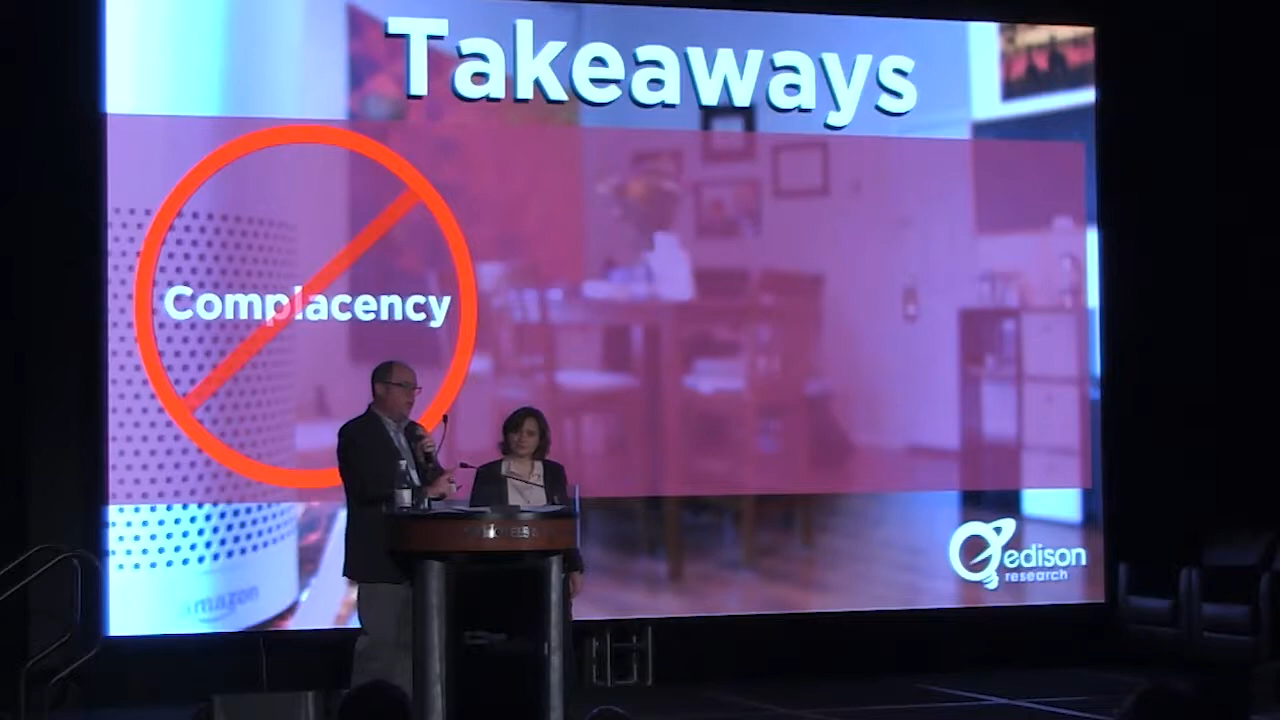 Takeaways
Complacency
edison
research
amazon